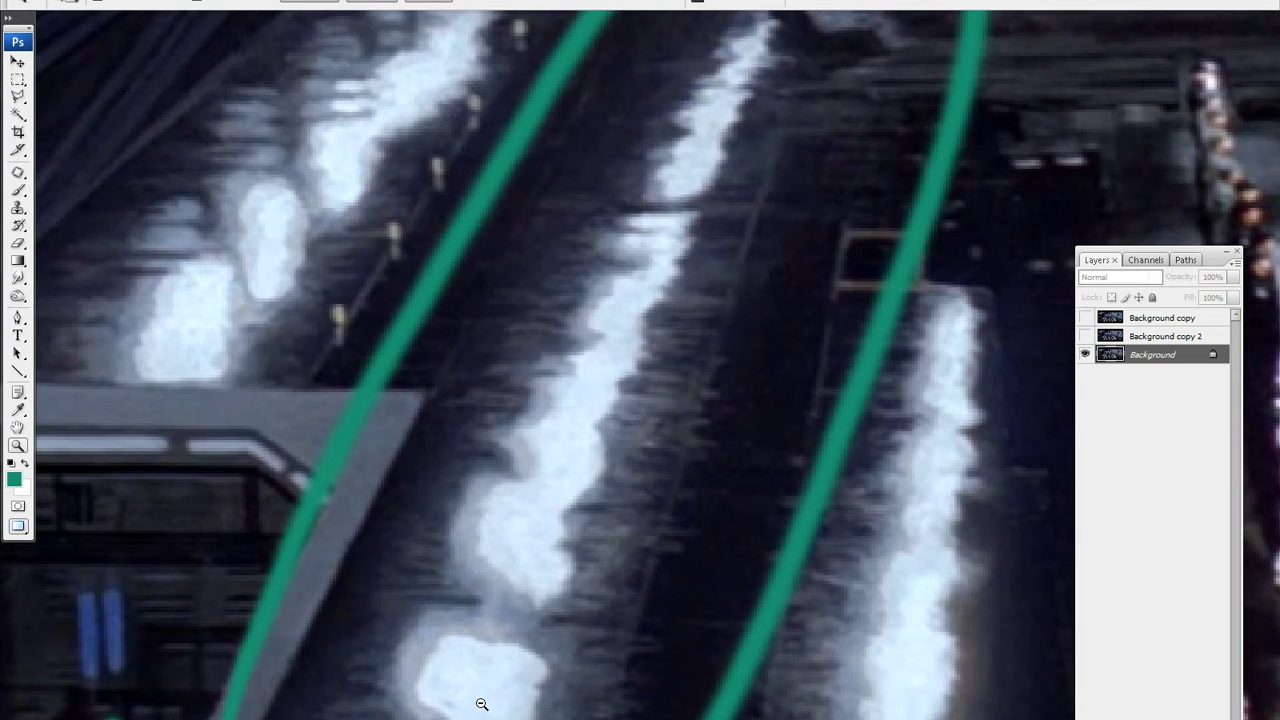 Ps
Layers × Channels Paths
Normal Opacity: 100%
Lock: Fill: 100%
Background copy
Background copy 2
Background
T